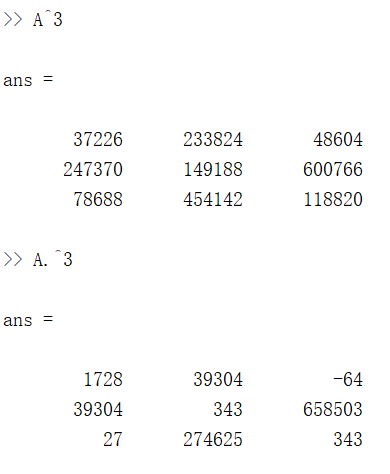 >> A^3
ans =
37226 233824 48604
247370 149188 600766
78688 454142 118820
>> A.^3
ans =
1728 39304 -64
39304 343 658503
27 274625 343